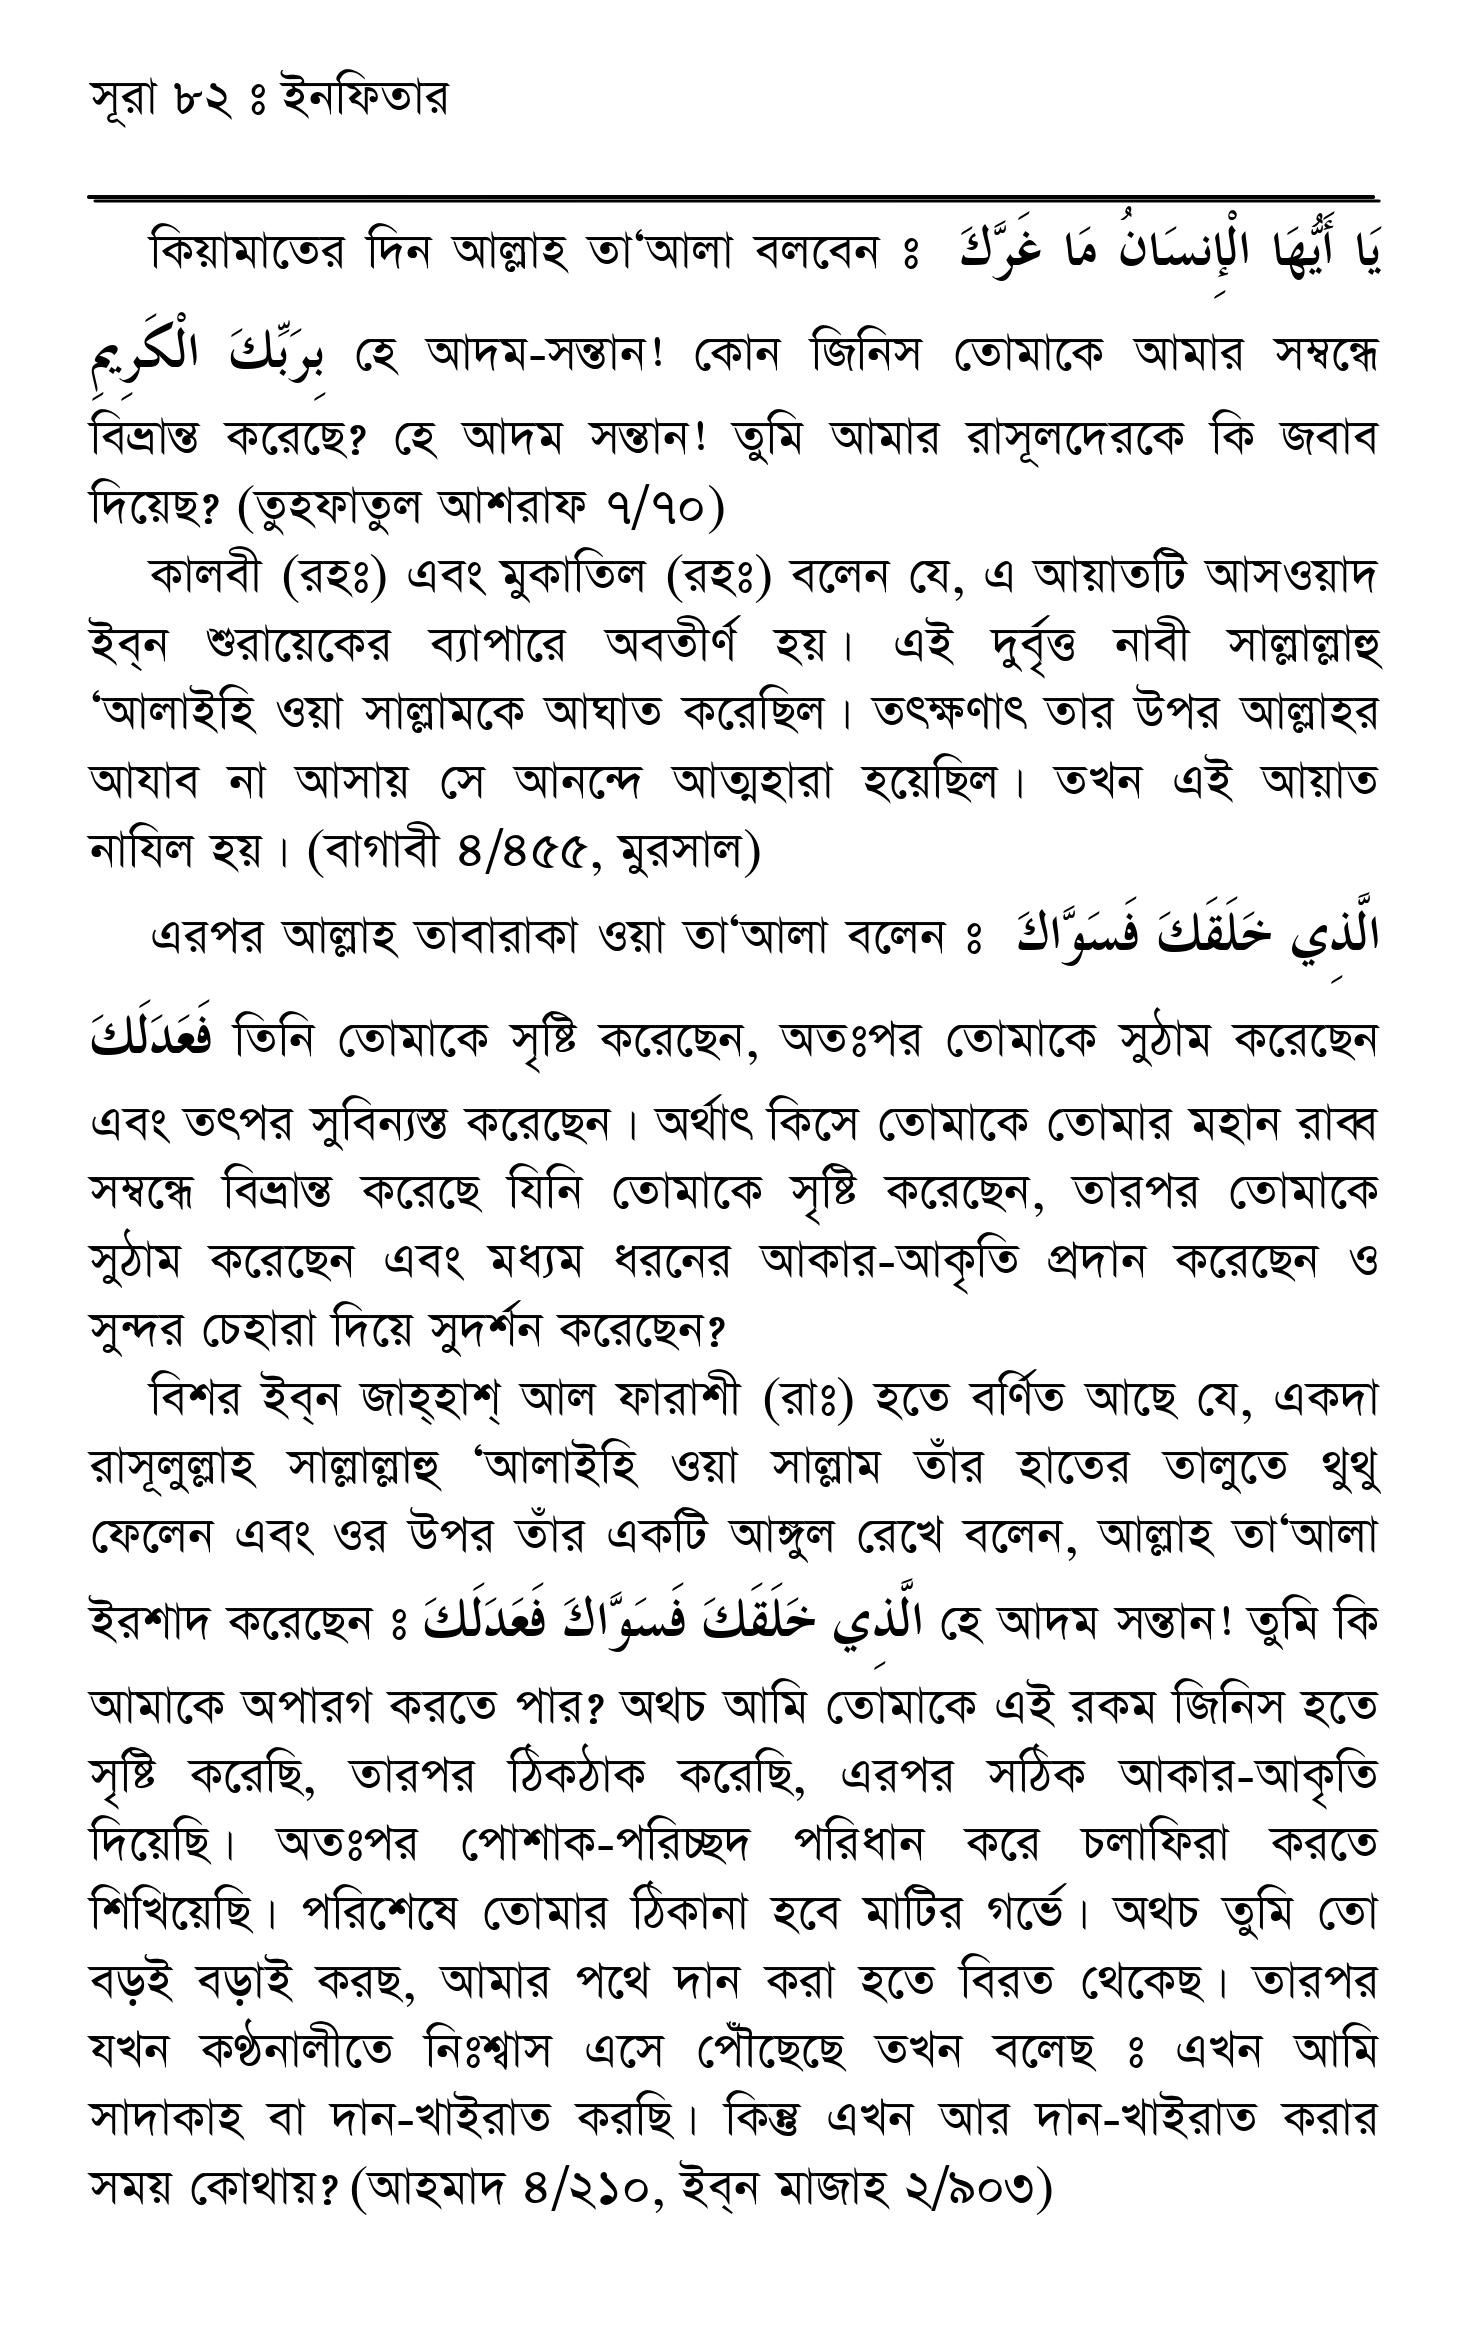 সূরা ৮২ ঃ ইনফিতার
কিয়ামাতের দিন আল্লাহ তা‘আলা বলবেন ঃ يَا أَيُّهَا الْإِنسَانُ مَا غَرَّكَ
بِرَبِّكَ الْكَرِيمِ হে আদম-সন্তান! কোন জিনিস তোমাকে আমার সম্বন্ধে
বিভ্রান্ত করেছে? হে আদম সন্তান! তুমি আমার রাসূলদেরকে কি জবাব
দিয়েছ? (তুহফাতুল আশরাফ ৭/৭০)
কালবী (রহঃ) এবং মুকাতিল (রহঃ) বলেন যে, এ আয়াতটি আসওয়াদ
ইব্‌ন শুরায়েকের ব্যাপারে অবতীর্ণ হয়। এই দুর্বৃত্ত নাবী সাল্লাল্লাহু
‘আলাইহি ওয়া সাল্লামকে আঘাত করেছিল। তৎক্ষণাৎ তার উপর আল্লাহর
আযাব না আসায় সে আনন্দে আত্মহারা হয়েছিল। তখন এই আয়াত
নাযিল হয়। (বাগাবী ৪/৪৫৫, মুরসাল)
এরপর আল্লাহ তাবারাকা ওয়া তা‘আলা বলেন ঃ الَّذِي خَلَقَكَ فَسَوَّاكَ
فَعَدَلَكَ তিনি তোমাকে সৃষ্টি করেছেন, অতঃপর তোমাকে সুঠাম করেছেন
এবং তৎপর সুবিন্যস্ত করেছেন। অর্থাৎ কিসে তোমাকে তোমার মহান রাব্ব
সম্বন্ধে বিভ্রান্ত করেছে যিনি তোমাকে সৃষ্টি করেছেন, তারপর তোমাকে
সুঠাম করেছেন এবং মধ্যম ধরনের আকার-আকৃতি প্রদান করেছেন ও
সুন্দর চেহারা দিয়ে সুদর্শন করেছেন?
বিশর ইব্‌ন জাহ্‌হাশ্‌ আল ফারাশী (রাঃ) হতে বর্ণিত আছে যে, একদা
রাসূলুল্লাহ সাল্লাল্লাহু ‘আলাইহি ওয়া সাল্লাম তাঁর হাতের তালুতে থুথু
ফেলেন এবং ওর উপর তাঁর একটি আঙ্গুল রেখে বলেন, আল্লাহ তা‘আলা
ইরশাদ করেছেন ঃ الَّذِي خَلَقَكَ فَسَوَّاكَ فَعَدَلَكَ হে আদম সন্তান! তুমি কি
আমাকে অপারগ করতে পার? অথচ আমি তোমাকে এই রকম জিনিস হতে
সৃষ্টি করেছি, তারপর ঠিকঠাক করেছি, এরপর সঠিক আকার-আকৃতি
দিয়েছি। অতঃপর পোশাক-পরিচ্ছদ পরিধান করে চলাফিরা করতে
শিখিয়েছি। পরিশেষে তোমার ঠিকানা হবে মাটির গর্ভে। অথচ তুমি তো
বড়ই বড়াই করছ, আমার পথে দান করা হতে বিরত থেকেছ। তারপর
যখন কণ্ঠনালীতে নিঃশ্বাস এসে পৌঁছেছে তখন বলেছ ঃ এখন আমি
সাদাকাহ বা দান-খাইরাত করছি। কিন্তু এখন আর দান-খাইরাত করার
সময় কোথায়? (আহমাদ ৪/২১০, ইব্‌ন মাজাহ ২/৯০৩)